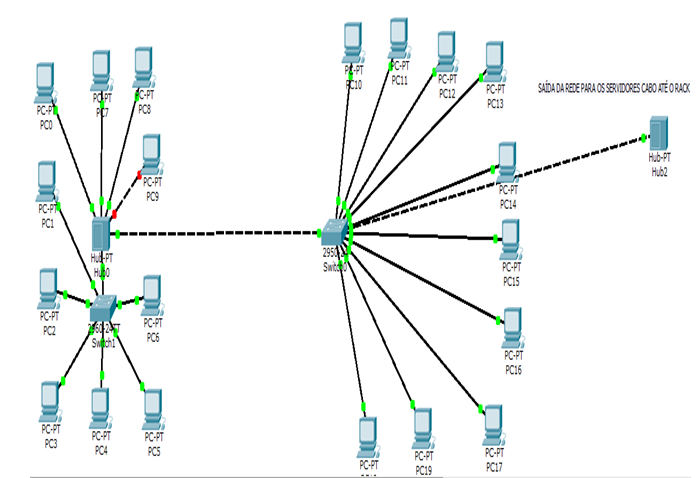 PC-PT
PC0
PC-PT
PC7
PC-PT
PC8
PC-PT
PC9
PC-PT
PC1
Hub-PT
Hub0
PC-PT
PC2
Switch1
PC-PT
PC6
PC-PT
PC3
PC-PT
PC4
PC-PT
PC5
PC-PT
PC10
PC-PT
PC11
PC-PT
PC12
PC-PT
PC13
SAÍDA DA REDE PARA OS SERVIDORES CABO ATÉ O RACK
Hub-PT
Hub2
PC-PT
PC14
Switch0
PC-PT
PC15
PC-PT
PC16
PC-PT
PC-PT
PC19
PC-PT
PC17